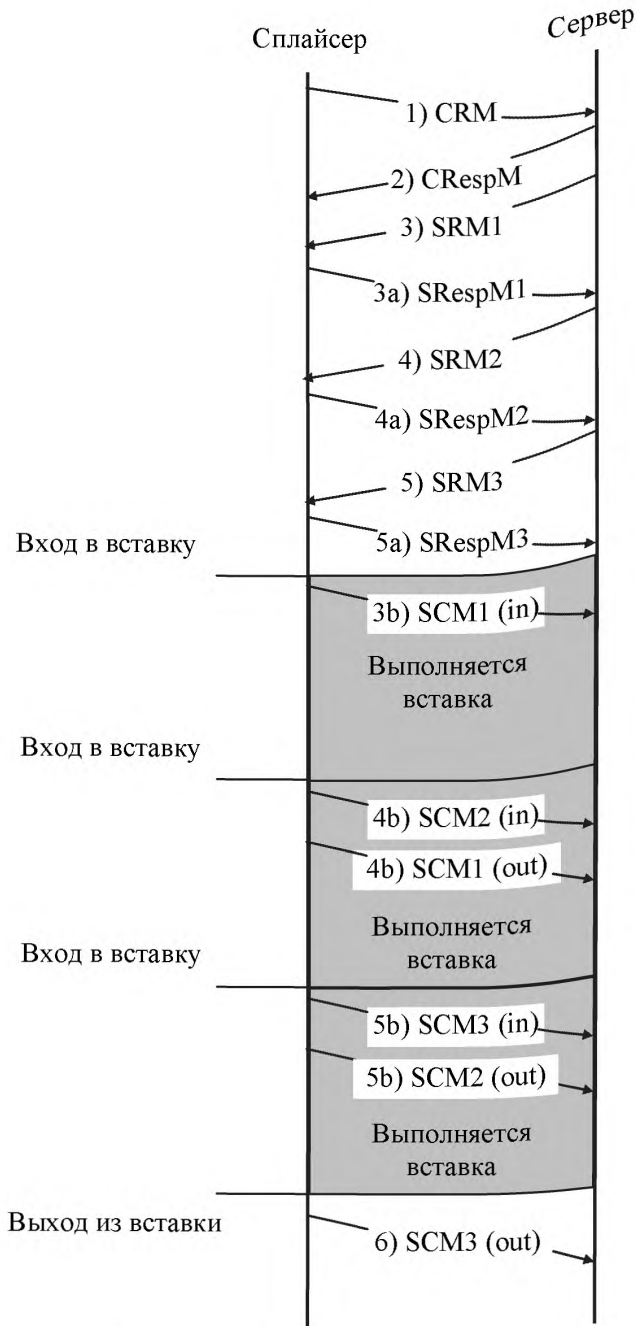 Сплайсер
Сервер
1) CRM
2) CRespM
3) SRM1
3a) SRespM1
4) SRM2
4a) SRespM2
5) SRM3
5a) SRespM3
Вход в вставку
3b) SCM1 (in)
Выполняется
вставка
Вход в вставку
4b) SCM2 (in)
4b) SCM1 (out)
Выполняется
вставка
Вход в вставку
5b) SCM3 (in)
5b) SCM2 (out)
Выполняется
вставка
Выход из вставки
6) SCM3 (out)